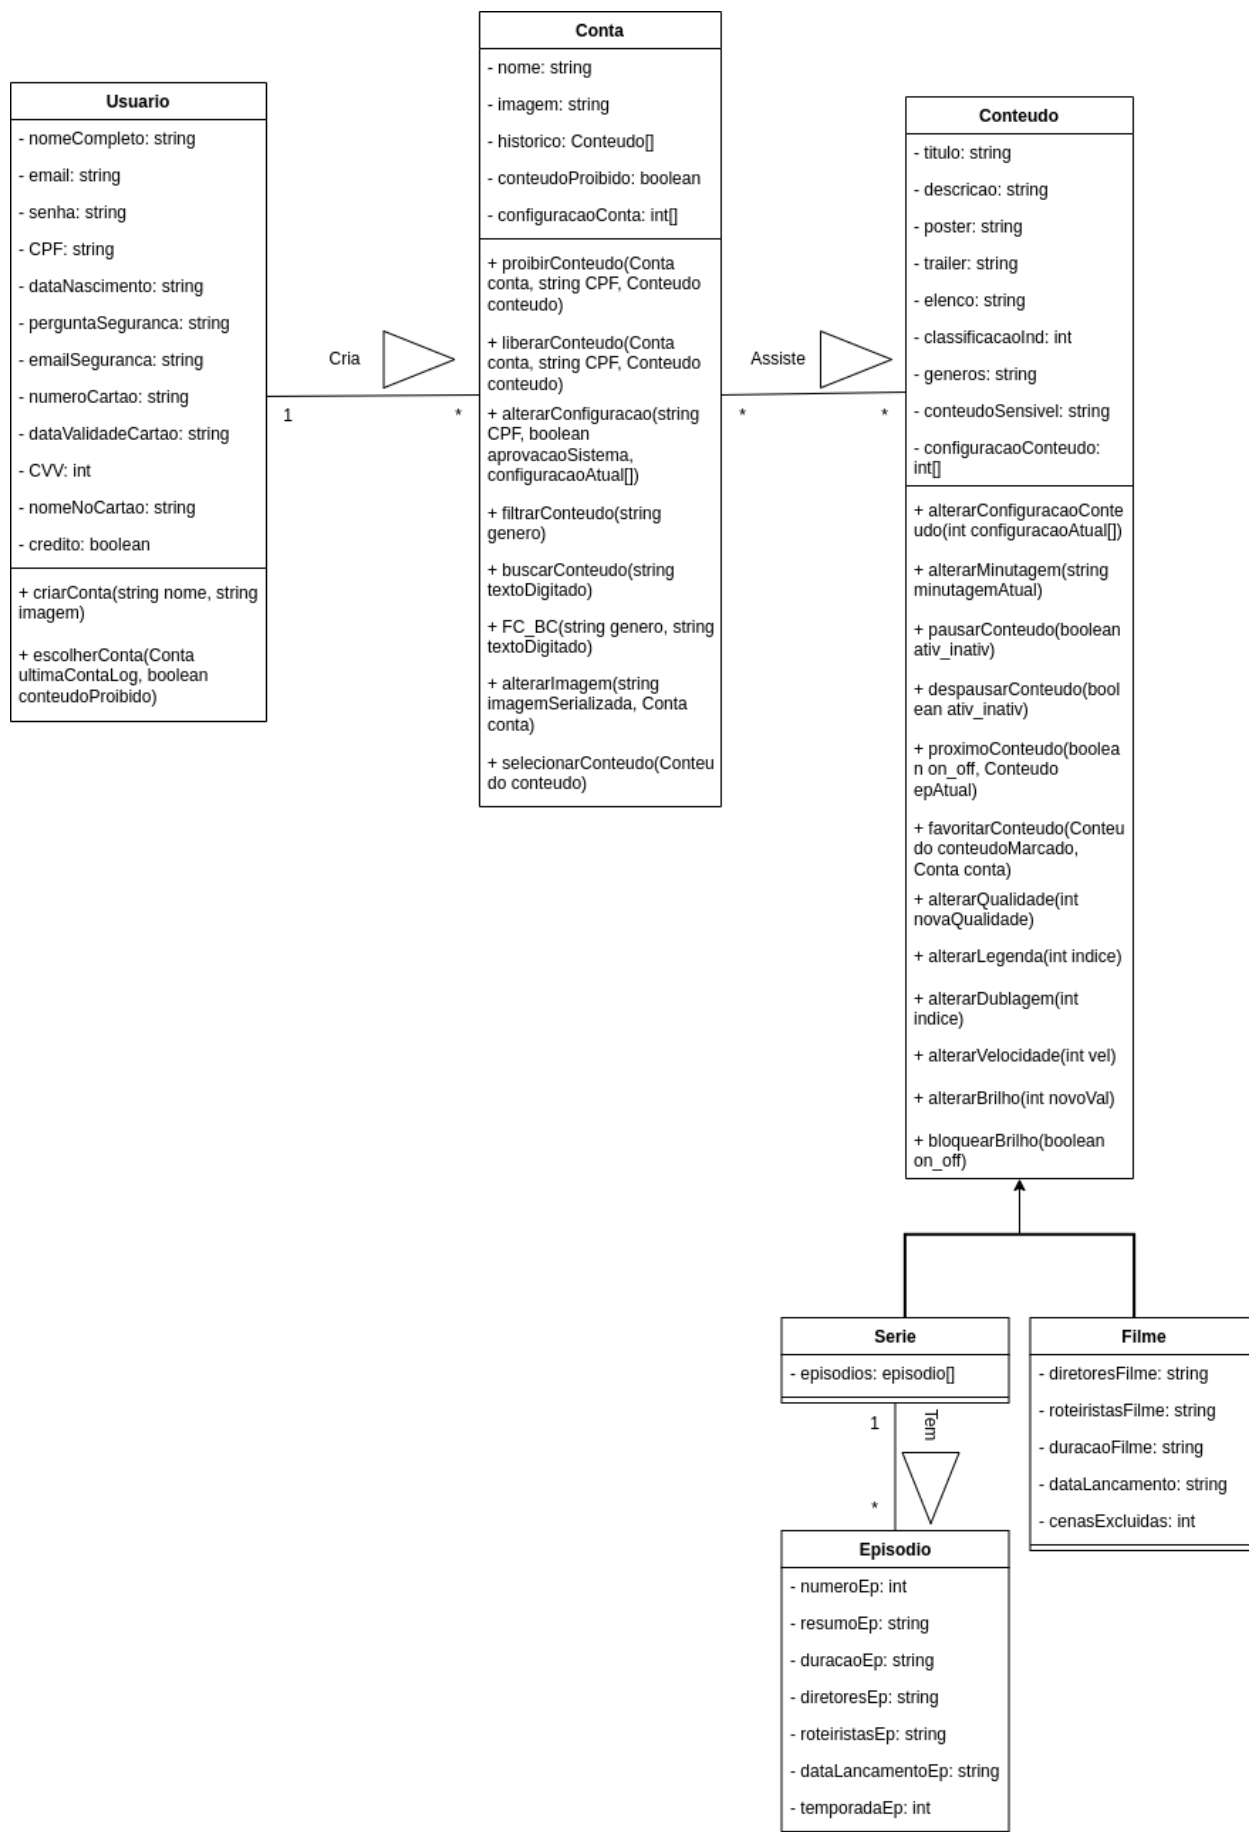 Usuario
- nomeCompleto: string
- email: string
- senha: string
- CPF: string
- dataNascimento: string
- perguntaSeguranca: string
- emailSeguranca: string
- numeroCartao: string
- dataValidadeCartao: string
- CVV: int
- nomeNoCartao: string
- credito: boolean
+ criarConta(string nome, string
imagem)
+ escolherConta(Conta
ultimaContaLog, boolean
conteudoProibido)
Cria
1
*
Conta
- nome: string
- imagem: string
- historico: Conteudo[]
- conteudoProibido: boolean
- configuracaoConta: int[]
+ proibirConteudo(Conta
conta, string CPF, Conteudo
conteudo)
+ liberarConteudo(Conta
conta, string CPF, Conteudo
conteudo)
+ alterarConfiguracao(string
CPF, boolean
aprovacaoSistema,
configuracaoAtual[])
+ filtrarConteudo(string
genero)
+ buscarConteudo(string
textoDigitado)
+ FC_BC(string genero, string
textoDigitado)
+ alterarImagem(string
imagemSerializada, Conta
conta)
+ selecionarConteudo(Conteu
do conteudo)
Assiste
*
*
Conteudo
- titulo: string
- descricao: string
- poster: string
- trailer: string
- elenco: string
- classificacaoInd: int
- generos: string
- conteudoSensivel: string
- configuracaoConteudo:
int[]
+ alterarConfiguracaoConte
udo(int configuracaoAtual[])
+ alterarMinutagem(string
minutagemAtual)
+ pausarConteudo(boolean
ativ_inativ)
+ despausarConteudo(bool
ean ativ_inativ)
+ proximoConteudo(boolea
n on_off, Conteudo
epAtual)
+ favoritarConteudo(Conteu
do conteudoMarcado,
Conta conta)
+ alterarQualidade(int
novaQualidade)
+ alterarLegenda(int indice)
+ alterarDublagem(int
indice)
+ alterarVelocidade(int vel)
+ alterarBrilho(int novoVal)
+ bloquearBrilho(boolean
on_off)
Serie
- episodios: episodio[]
1
Tem
*
Episodio
- numeroEp: int
- resumoEp: string
- duracaoEp: string
- diretoresEp: string
- roteiristasEp: string
- dataLancamentoEp: string
- temporadaEp: int
Filme
- diretoresFilme: string
- roteiristasFilme: string
- duracaoFilme: string
- dataLancamento: string
- cenasExcluidas: int